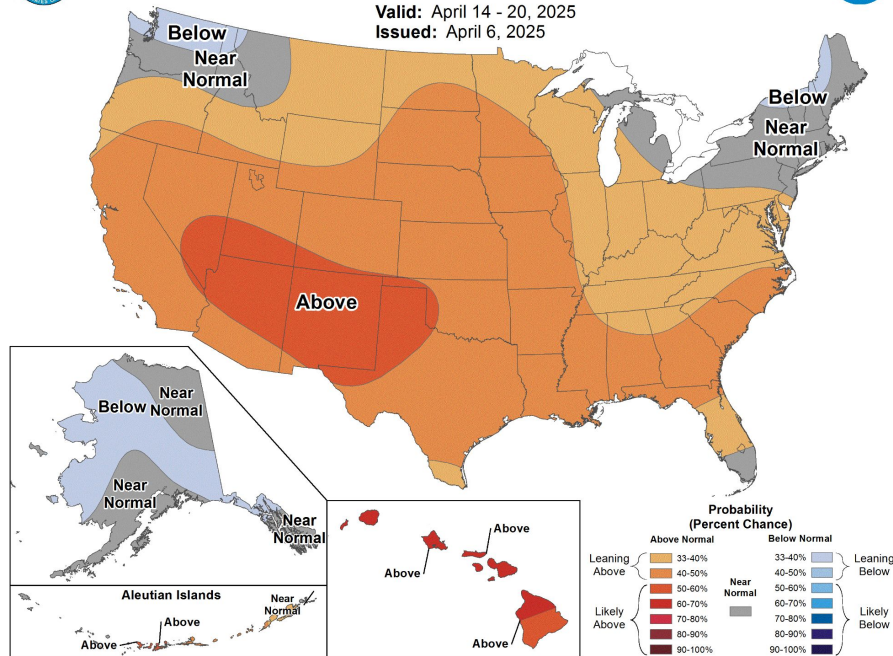 Valid: April 14 - 20, 2025
Issued: April 6, 2025
Below
Near
Normal
Below
Near
Normal
Above
Below
Near
Normal
Near
Normal
Near
Normal
Aleutian Islands
Near
Normal
Above
Above
Above
Above
Above
Probability
(Percent Chance)
Above Normal
Below Normal
Leaning
Above
33-40%
40-50%
Likely
Above
50-60%
60-70%
70-80%
80-90%
90-100%
Near
Normal
33-40%
40-50%
Leaning
Below
50-60%
60-70%
70-80%
80-90%
90-100%
Likely
Below